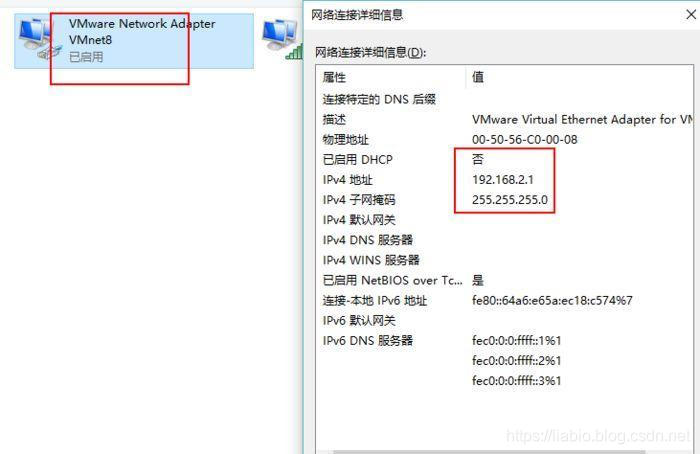 VMware Network Adapter
VMnet8
已启用
网络连接详细信息
网络连接详细信息(D):
属性 值
连接特定的 DNS 后缀
描述 VMware Virtual Ethernet Adapter for VM
物理地址 00-50-56-C0-00-08
已启用 DHCP 否
IPv4 地址 192.168.2.1
IPv4 子网掩码 255.255.255.0
IPv4 默认网关
IPv4 DNS 服务器
IPv4 WINS 服务器
已启用 NetBIOS over Tc... 是
连接-本地 IPv6 地址 fe80::64a6:e65a:ec18:c574%7
IPv6 默认网关
IPv6 DNS 服务器 fec0:0:0:ffff::1%1
fec0:0:0:ffff::2%1
fec0:0:0:ffff::3%1
https://liabio.blog.csdn.net